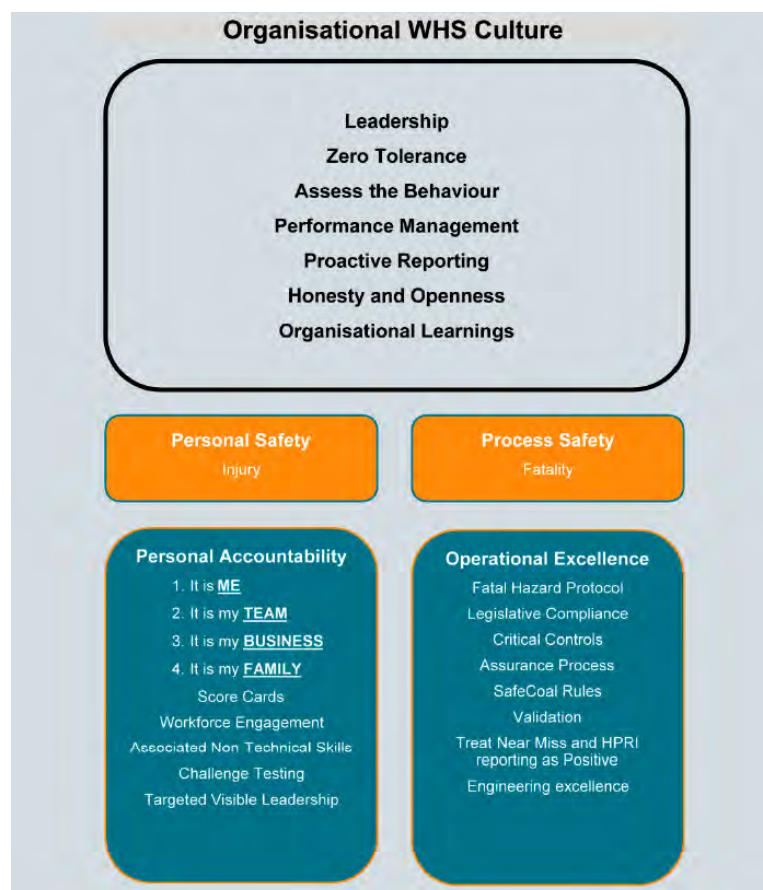 Organisational WHS Culture
Leadership
Zero Tolerance
Assess the Behaviour
Performance Management
Proactive Reporting
Honesty and Openness
Organisational Learnings
Personal Safety
Injury
Process Safety
Fatality
Personal Accountability
1. It is ME
2. It is my TEAM
3. It is my BUSINESS
4. It is my FAMILY
Score Cards
Workforce Engagement
Associated Non Technical Skills
Challenge Testing
Targeted Visible Leadership
Operational Excellence
Fatal Hazard Protocol
Legislative Compliance
Critical Controls
Assurance Process
SafeCoal Rules
Validation
Treat Near Miss and HPRI
reporting as Positive
Engineering excellence